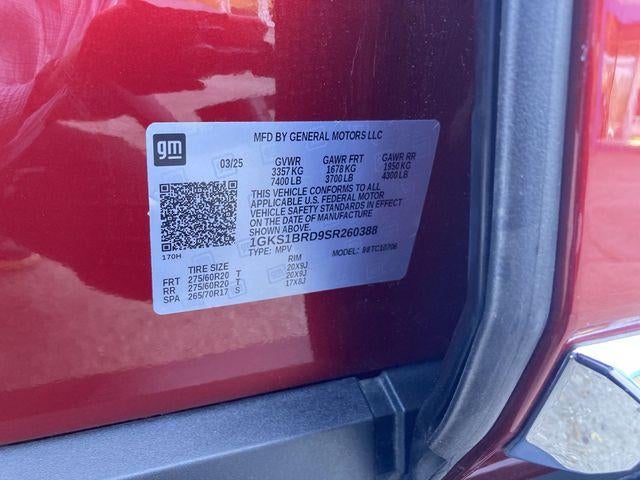 gm
MFD BY GENERAL MOTORS LLC
03/25 GVWR GAWR FRT GAWR RR
3357 KG 1678 KG 1950 KG
7400 LB 3700 LB 4300 LB
THIS VEHICLE CONFORMS TO ALL
APPLICABLE U.S. FEDERAL MOTOR
VEHICLE SAFETY STANDARDS IN EFFECT
ON THE DATE OF MANUFACTURE
SHOWN ABOVE.
1GKS1BRD9SR260388
170H TYPE: MPV MODEL: B8TC10706
TIRE SIZE RIM
FRT 275/60R20 T 20X9J
RR 275/60R20 T 20X9J
SPA 265/70R17 S 17X8J